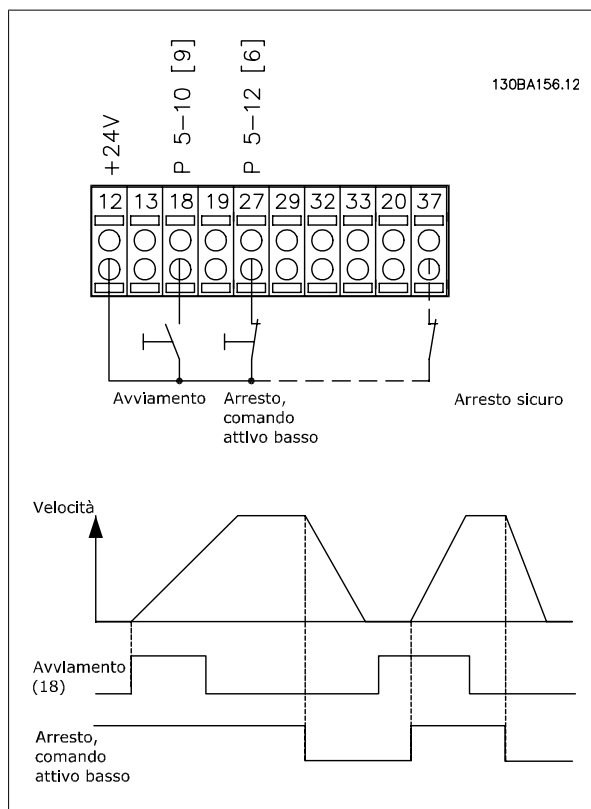 130BA156.12
+24V
P 5-10 [9]
P 5-12 [6]
12 13 18 19 27 29 32 33 20 37
Avviamento
Arresto,
comando
attivo basso
Arresto sicuro
Velocità
Avviamento
(18)
Arresto,
comando
attivo basso